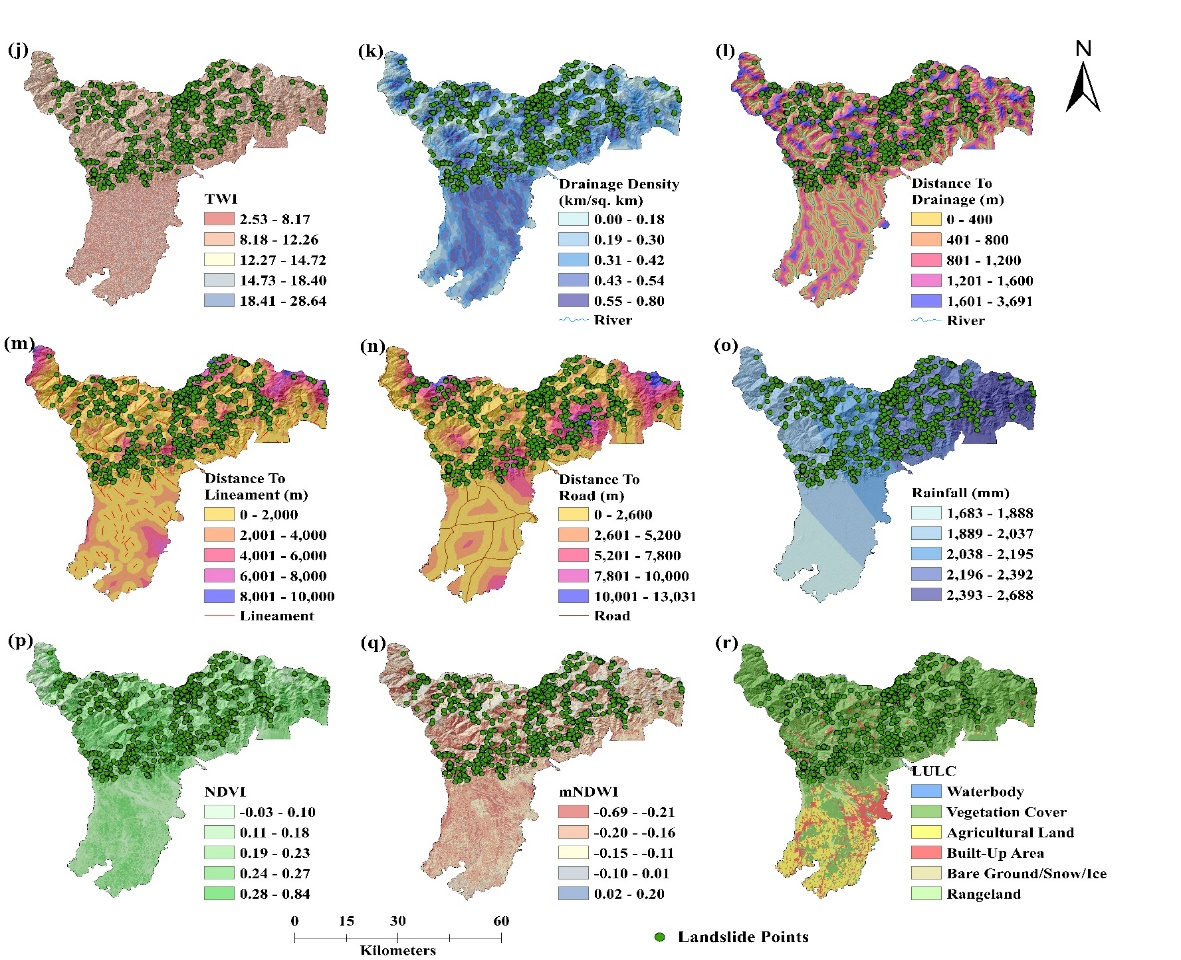 (j)
(k)
(l)
N
TWI
2.53 - 8.17
8.18 - 12.26
12.27 - 14.72
14.73 - 18.40
18.41 - 28.64
Drainage Density
(km/sq. km)
0.00 - 0.18
0.19 - 0.30
0.31 - 0.42
0.43 - 0.54
0.55 - 0.80
River
Distance To
Drainage (m)
0 - 400
401 - 800
801 - 1,200
1,201 - 1,600
1,601 - 3,691
River
(m)
(n)
(o)
Distance To
Lineament (m)
0 - 2,000
2,001 - 4,000
4,001 - 6,000
6,001 - 8,000
8,001 - 10,000
Lineament
Distance To
Road (m)
0 - 2,600
2,601 - 5,200
5,201 - 7,800
7,801 - 10,000
10,001 - 13,031
Road
Rainfall (mm)
1,683 - 1,888
1,889 - 2,037
2,038 - 2,195
2,196 - 2,392
2,393 - 2,688
(p)
(q)
(r)
NDVI
-0.03 - 0.10
0.11 - 0.18
0.19 - 0.23
0.24 - 0.27
0.28 - 0.84
mNDWI
-0.69 - -0.21
-0.20 - -0.16
-0.15 - -0.11
-0.10 - 0.01
0.02 - 0.20
LULC
Waterbody
Vegetation Cover
Agricultural Land
Built-Up Area
Bare Ground/Snow/Ice
Rangeland
0 15 30 60
Kilometers
Landslide Points